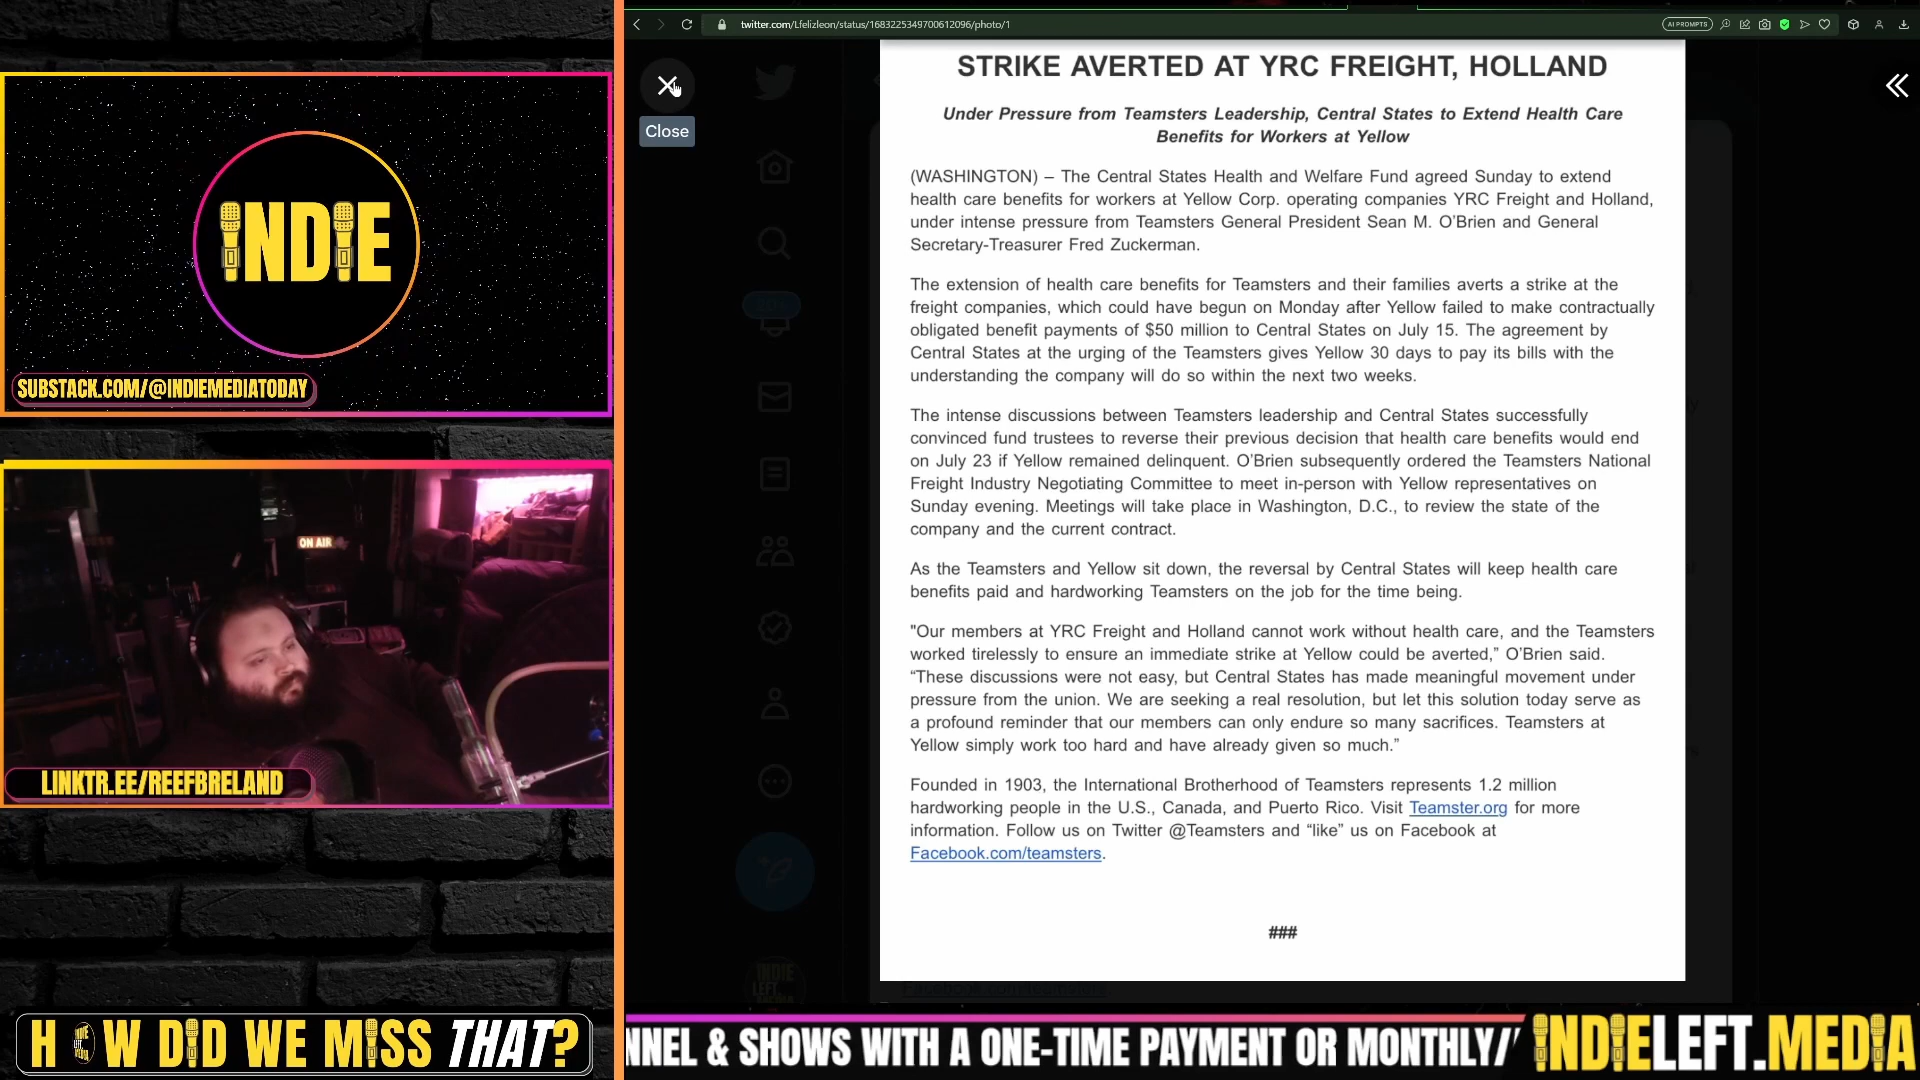 twitter.com/Lfelizleon/status/1683225349700612096/photo/1
AI PROMPTS
Close
INDIE
SUBSTACK.COM/@INDIEMEDIATODAY
ON AIR
LINKTR.EE/REEFBRELAND
HOW DID WE MISS THAT?
STRIKE AVERTED AT YRC FREIGHT, HOLLAND
Under Pressure from Teamsters Leadership, Central States to Extend Health Care
Benefits for Workers at Yellow
(WASHINGTON) – The Central States Health and Welfare Fund agreed Sunday to extend
health care benefits for workers at Yellow Corp. operating companies YRC Freight and Holland,
under intense pressure from Teamsters General President Sean M. O'Brien and General
Secretary-Treasurer Fred Zuckerman.
The extension of health care benefits for Teamsters and their families averts a strike at the
freight companies, which could have begun on Monday after Yellow failed to make contractually
obligated benefit payments of $50 million to Central States on July 15. The agreement by
Central States at the urging of the Teamsters gives Yellow 30 days to pay its bills with the
understanding the company will do so within the next two weeks.
The intense discussions between Teamsters leadership and Central States successfully
convinced fund trustees to reverse their previous decision that health care benefits would end
on July 23 if Yellow remained delinquent. O'Brien subsequently ordered the Teamsters National
Freight Industry Negotiating Committee to meet in-person with Yellow representatives on
Sunday evening. Meetings will take place in Washington, D.C., to review the state of the
company and the current contract.
As the Teamsters and Yellow sit down, the reversal by Central States will keep health care
benefits paid and hardworking Teamsters on the job for the time being.
"Our members at YRC Freight and Holland cannot work without health care, and the Teamsters
worked tirelessly to ensure an immediate strike at Yellow could be averted,” O'Brien said.
“These discussions were not easy, but Central States has made meaningful movement under
pressure from the union. We are seeking a real resolution, but let this solution today serve as
a profound reminder that our members can only endure so many sacrifices. Teamsters at
Yellow simply work too hard and have already given so much.”
Founded in 1903, the International Brotherhood of Teamsters represents 1.2 million
hardworking people in the U.S., Canada, and Puerto Rico. Visit Teamster.org for more
information. Follow us on Twitter @Teamsters and “like” us on Facebook at
Facebook.com/teamsters.
###
NNEL & SHOWS WITH A ONE-TIME PAYMENT OR MONTHLY/
INDIELEFT.MEDIA